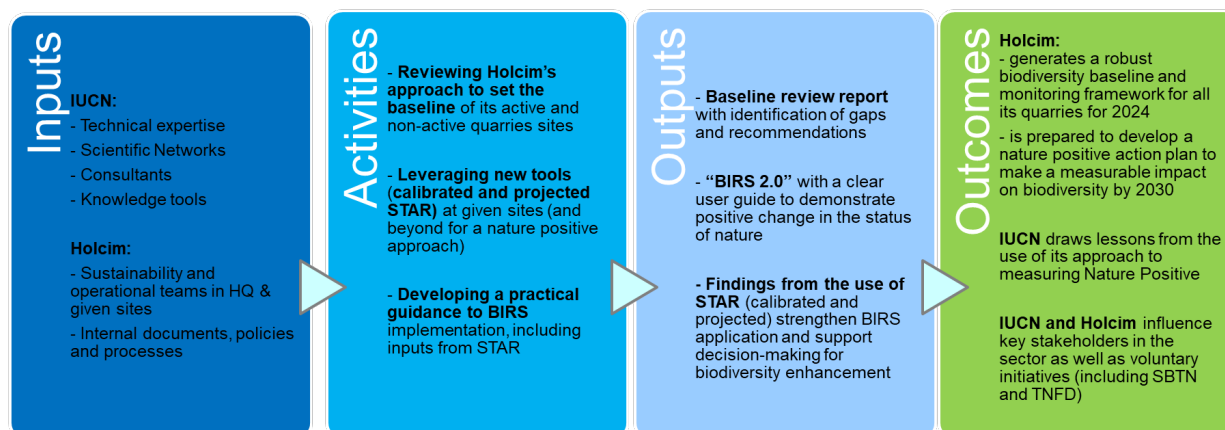 Inputs
IUCN:
- Technical expertise
- Scientific Networks
- Consultants
- Knowledge tools
Holcim:
- Sustainability and
operational teams in HQ &
given sites
- Internal documents, policies
and processes
Activities
- Reviewing Holcim's
approach to set the
baseline of its active and
non-active quarries sites
- Leveraging new tools
(calibrated and projected
STAR) at given sites (and
beyond for a nature positive
approach)
- Developing a practical
guidance to BIRS
implementation, including
inputs from STAR
Outputs
- Baseline review report
with identification of gaps
and recommendations
- “BIRS 2.0” with a clear
user guide to demonstrate
positive change in the status
of nature
- Findings from the use of
STAR (calibrated and
projected) strengthen BIRS
application and support
decision-making for
biodiversity enhancement
Outcomes
Holcim:
- generates a robust
biodiversity baseline and
monitoring framework for all
its quarries for 2024
- is prepared to develop a
nature positive action plan to
make a measurable impact
on biodiversity by 2030
IUCN draws lessons from the
use of its approach to
measuring Nature Positive
IUCN and Holcim influence
key stakeholders in the
sector as well as voluntary
initiatives (including SBTN
and TNFD)